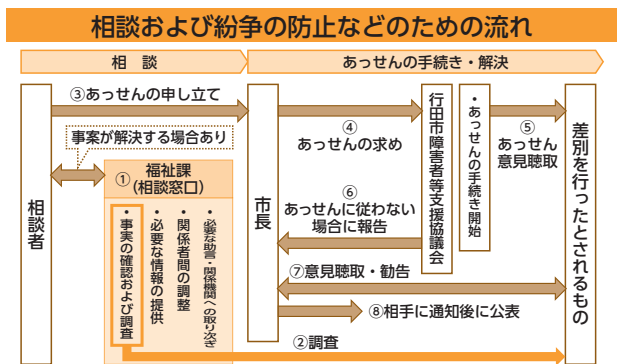 相談および紛争の防止などのための流れ
相 談
あっせんの手続き・解決
③あっせんの申し立て
事案が解決する場合あり
相談者
①福祉課
(相談窓口)
・事実の確認および調査
・必要な情報の提供
・関係者間の調整
・必要な助言・関係機関への取り次ぎ
市長
④
あっせんの求め
⑥
あっせんに従わない
場合に報告
行田市障害者等支援協議会
・あっせんの手続き開始
⑤
あっせん
意見聴取
差別を行ったとされるもの
⑦意見聴取・勧告
⑧相手に通知後に公表
②調査